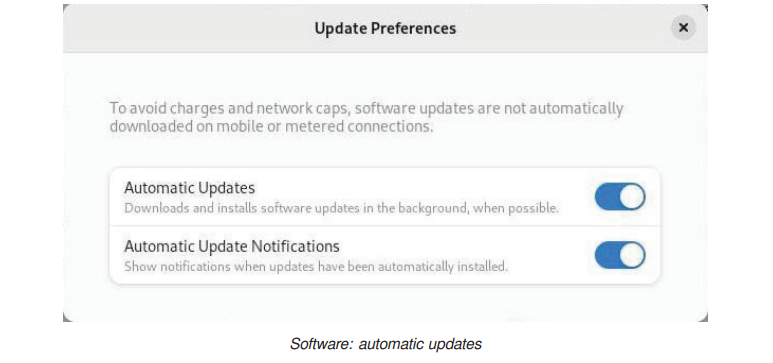 Update Preferences
To avoid charges and network caps, software updates are not automatically
downloaded on mobile or metered connections.
Automatic Updates
Downloads and installs software updates in the background, when possible.
Automatic Update Notifications
Show notifications when updates have been automatically installed.
Software: automatic updates